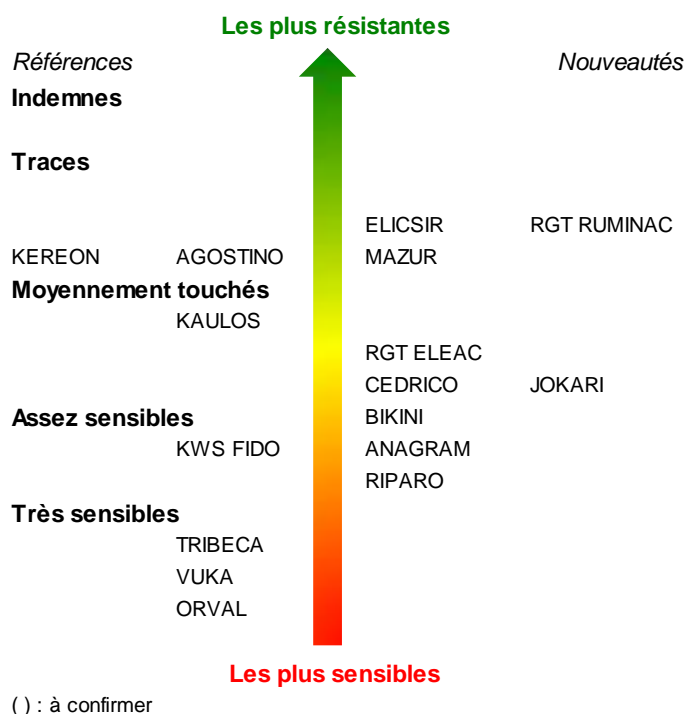 Les plus résistantes
Références Nouveautés
Indemnes
Traces
ELICSIR RGT RUMINAC
KEREON AGOSTINO MAZUR
Moyennement touchés
KAULOS
RGT ELEAC
CEDRICO JOKARI
Assez sensibles BIKINI
KWS FIDO ANAGRAM
RIPARO
Très sensibles
TRIBECA
VUKA
ORVAL
Les plus sensibles
( ) : à confirmer